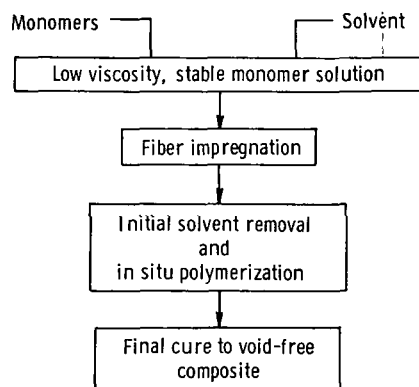 Monomers
Solvent
Low viscosity, stable monomer solution
Fiber impregnation
Initial solvent removal
and
in situ polymerization
Final cure to void-free
composite